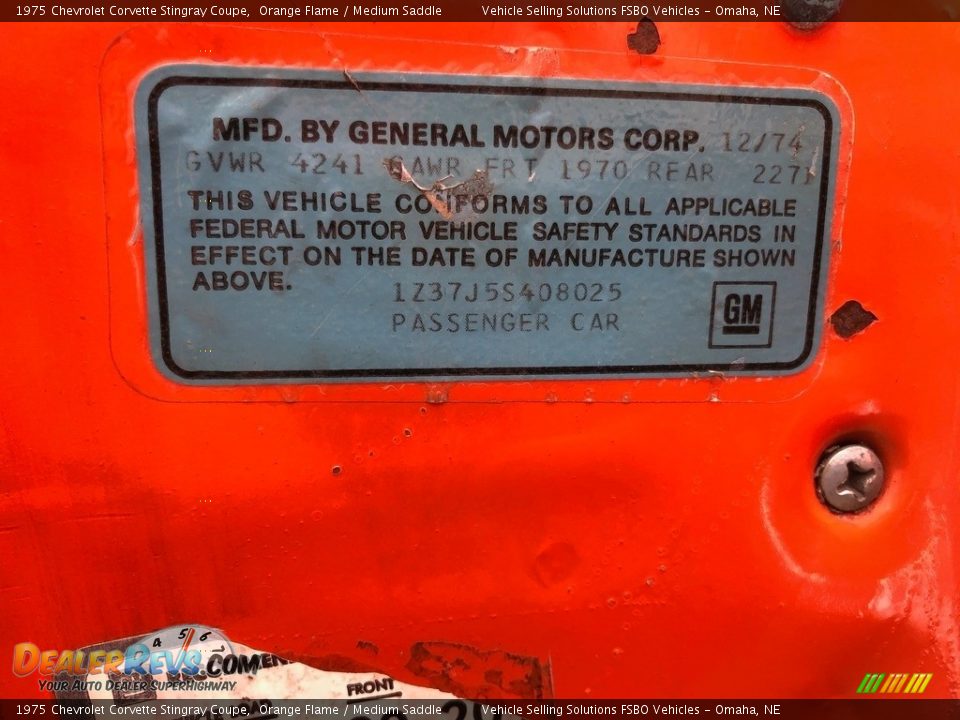 1975 Chevrolet Corvette Stingray Coupe, Orange Flame / Medium Saddle Vehicle Selling Solutions FSBO Vehicles - Omaha, NE
MFD. BY GENERAL MOTORS CORP. 12/74
GVWR 4241 GAWR FRT 1970 REAR 2271
THIS VEHICLE CONFORMS TO ALL APPLICABLE
FEDERAL MOTOR VEHICLE SAFETY STANDARDS IN
EFFECT ON THE DATE OF MANUFACTURE SHOWN
ABOVE.
1Z37J5S408025
PASSENGER CAR
GM
4 5 6
DEALERREVS.COM
YOUR AUTO DEALER SUPERHIGHWAY
FRONT
1975 Chevrolet Corvette Stingray Coupe, Orange Flame / Medium Saddle Vehicle Selling Solutions FSBO Vehicles - Omaha, NE